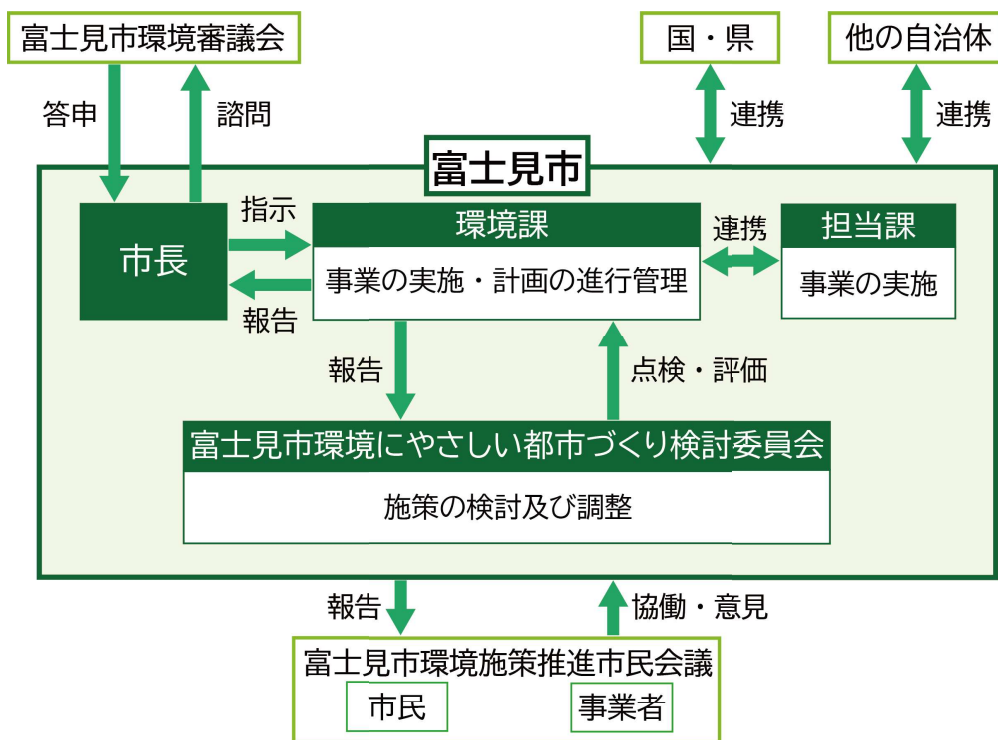 富士見市環境審議会
国・県
他の自治体
答申
諮問
連携
連携
富士見市
市長
指示
報告
環境課
事業の実施・計画の進行管理
連携
担当課
事業の実施
報告
点検・評価
富士見市環境にやさしい都市づくり検討委員会
施策の検討及び調整
報告
協働・意見
富士見市環境施策推進市民会議
市民
事業者